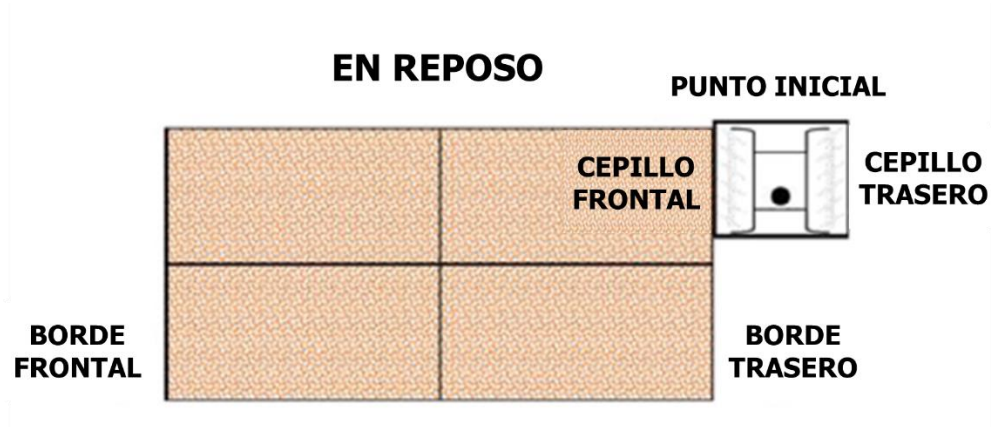 EN REPOSO
PUNTO INICIAL
CEPILLO
FRONTAL
CEPILLO
TRASERO
BORDE
FRONTAL
BORDE
TRASERO